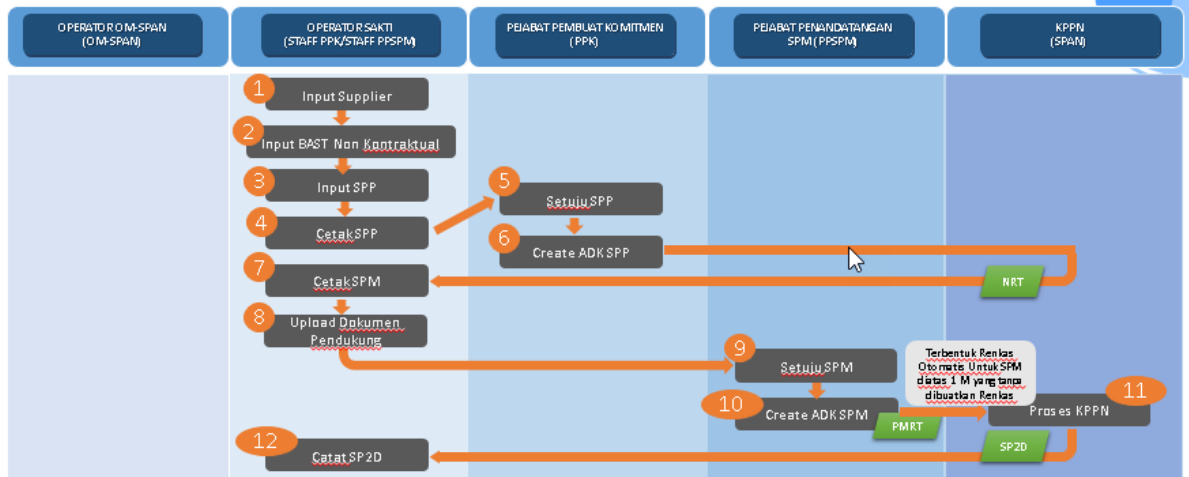 OPERATOR OM-SPAN
(OM-SPAN)
OPERATOR SAKTI
(STAFF PPK/STAFF PPSPM)
PEJABAT PEMBUAT KOMITMEN
(PPK)
PEJABAT PENANDATANGAN
SPM (PPSPM)
KPPN
(SPAN)
1
Input Supplier
2
Input BAST Non Kontraktual
3
Input SPP
4
Cetak SPP
5
Setuju SPP
6
Create ADK SPP
7
Cetak SPM
NRT
8
Upload Dokumen
Pendukung
9
Setuju SPM
Terbentuk Renkas
Otomatis Untuk SPM
diatas 1 M yang tanpa
dibuatkan Renkas
10
Create ADK SPM
PMRT
11
Proses KPPN
SP2D
12
Catat SP2D